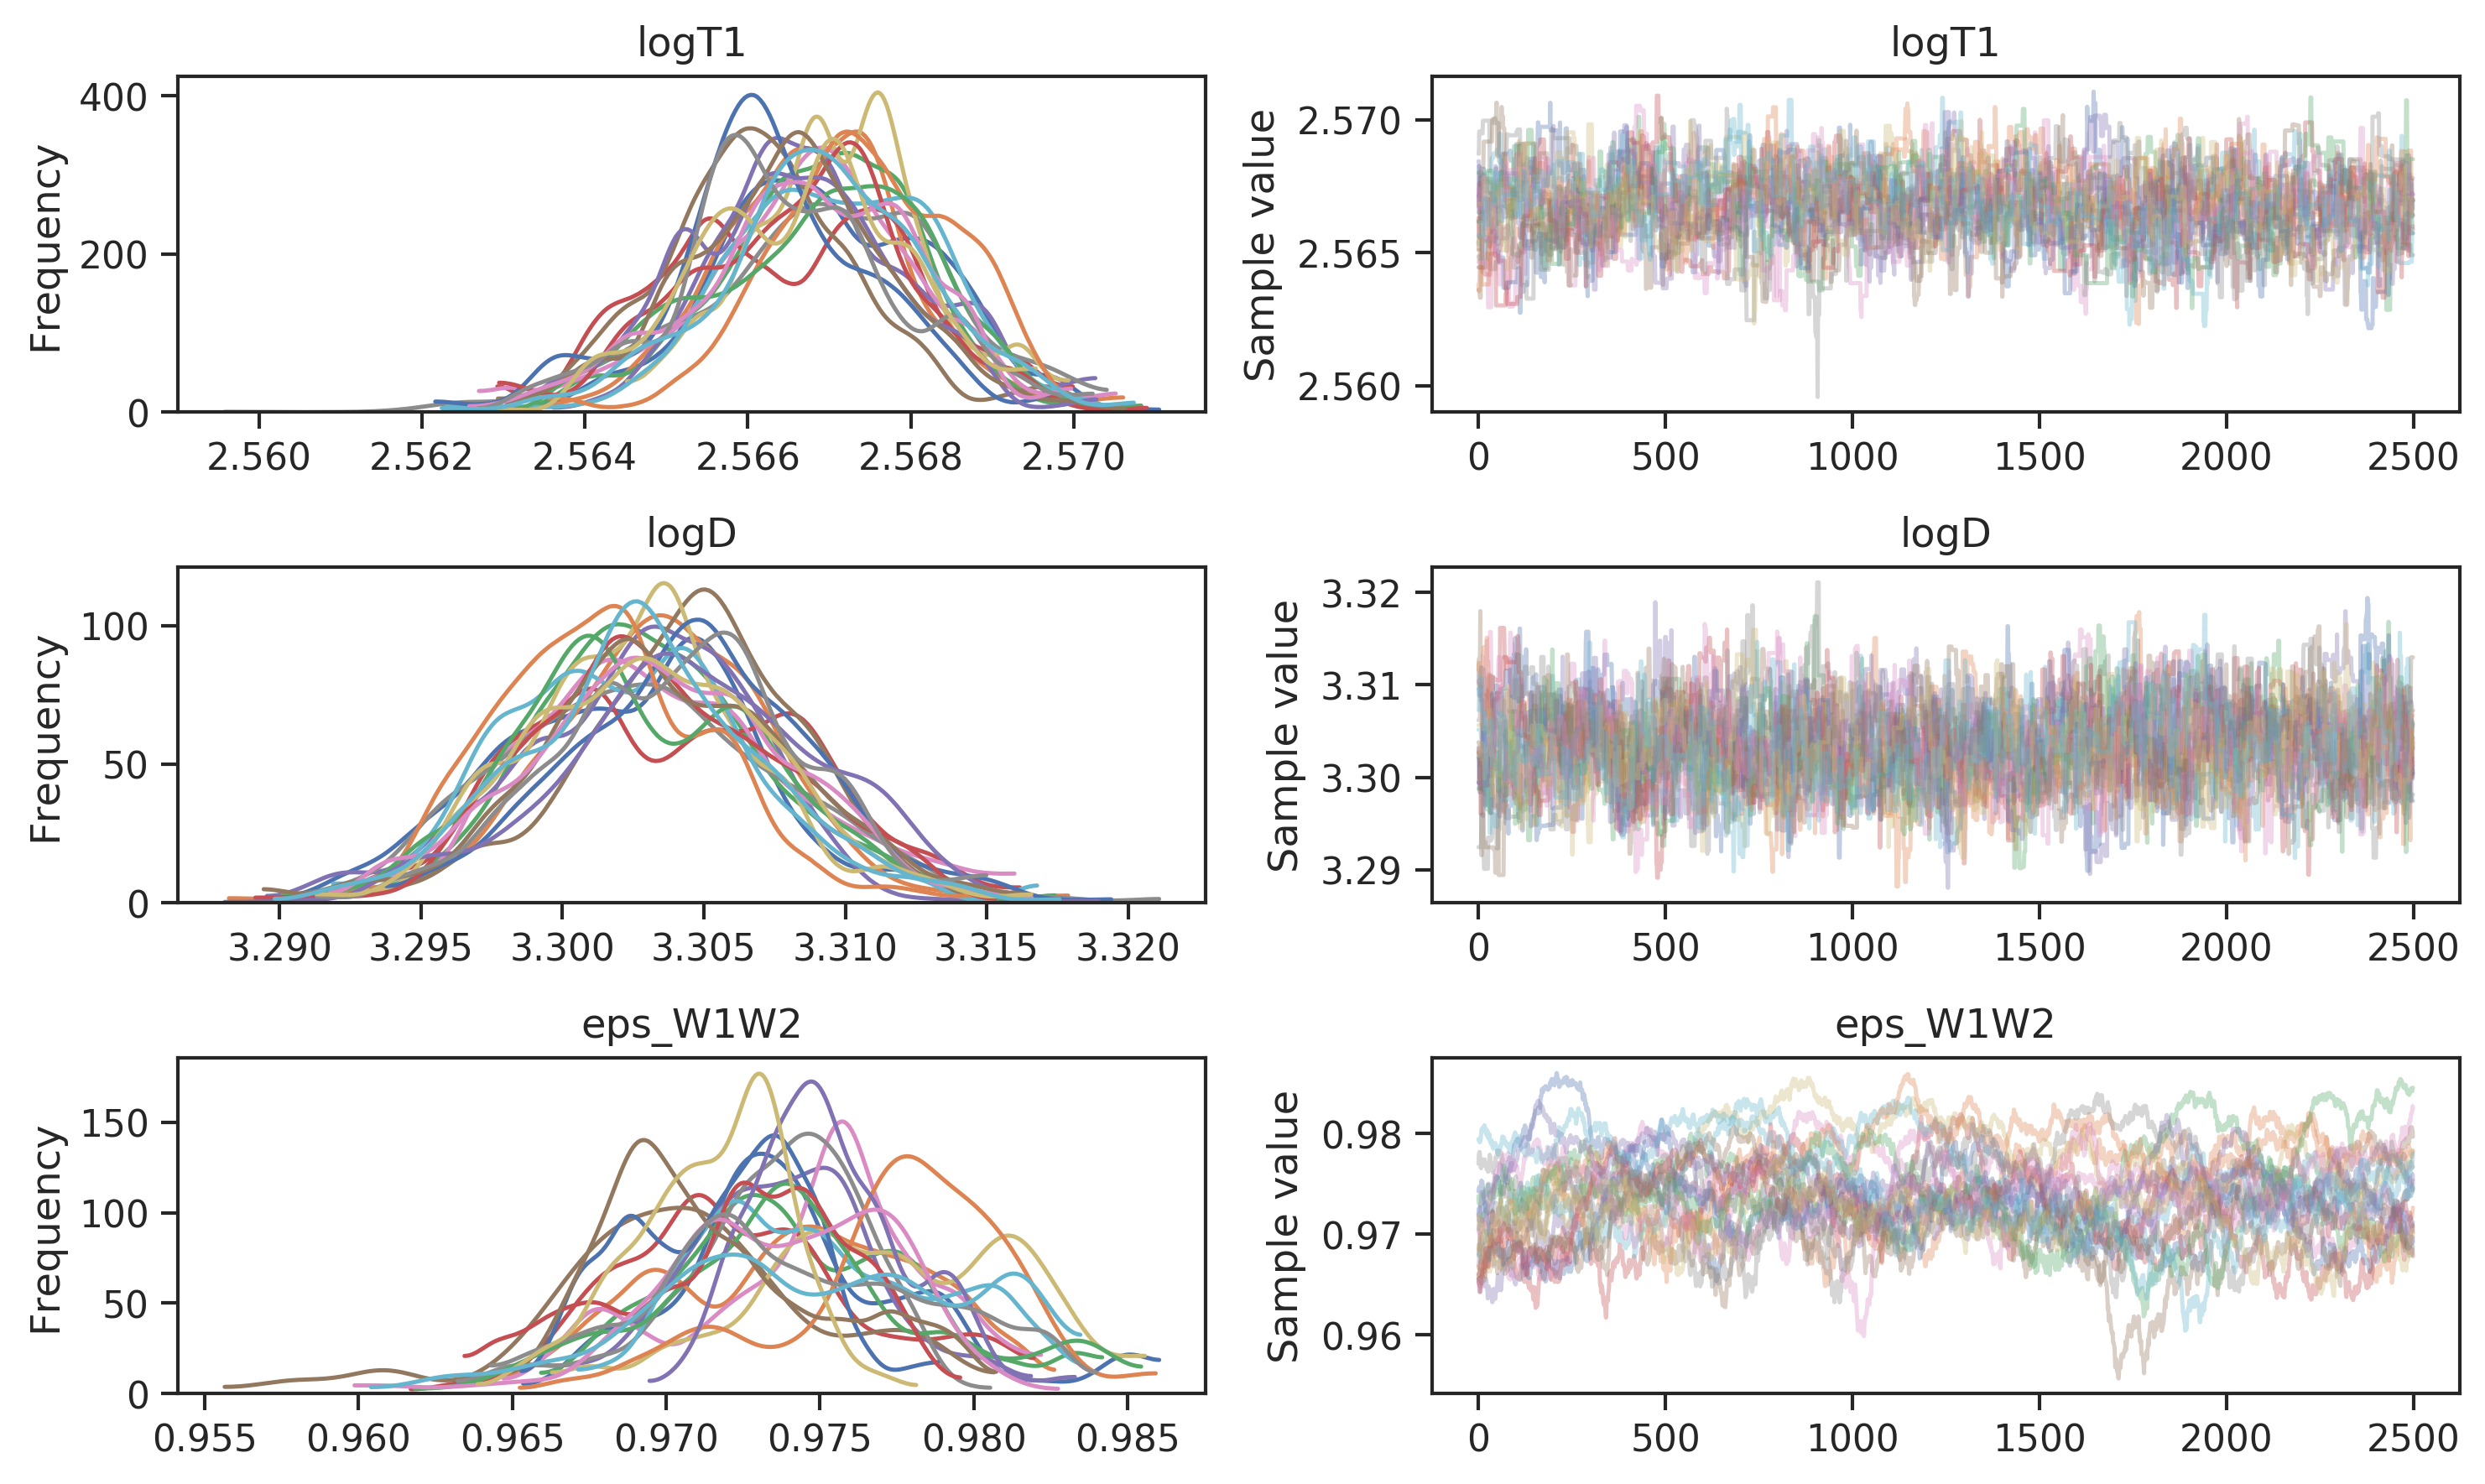 logT1
logT1
Frequency
400
200
0
2.560 2.562 2.564 2.566 2.568 2.570
Sample value
2.570
2.565
2.560
0 500 1000 1500 2000 2500
logD
logD
Frequency
100
50
0
3.290 3.295 3.300 3.305 3.310 3.315 3.320
Sample value
3.32
3.31
3.30
3.29
0 500 1000 1500 2000 2500
eps_W1W2
eps_W1W2
Frequency
150
100
50
0
0.955 0.960 0.965 0.970 0.975 0.980 0.985
Sample value
0.98
0.97
0.96
0 500 1000 1500 2000 2500